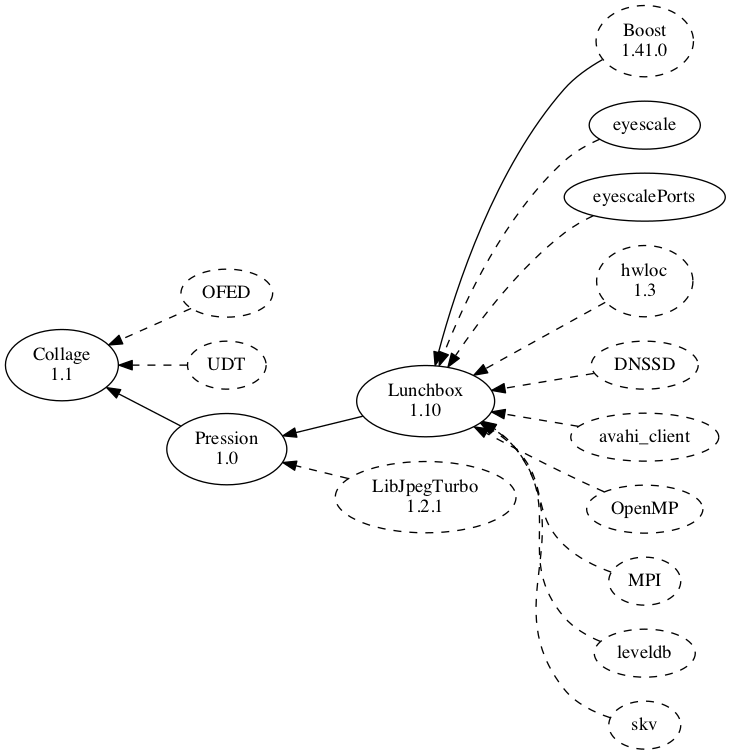 Boost
1.41.0
eyescale
eyescalePorts
hwloc
1.3
OFED
Collage
1.1
UDT
DNSSD
Lunchbox
1.10
avahi_client
Pression
1.0
LibJpegTurbo
1.2.1
OpenMP
MPI
leveldb
skv